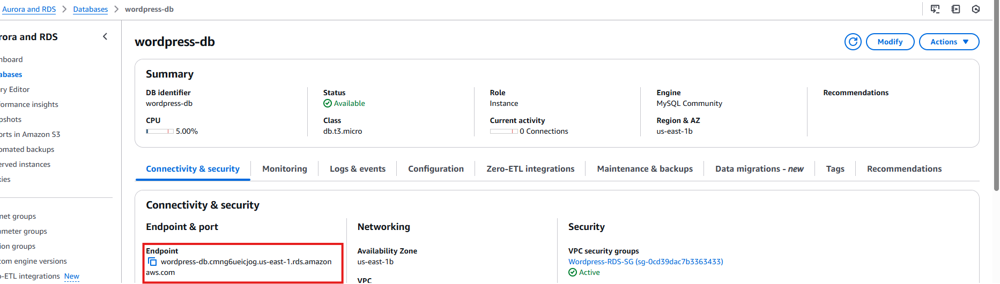 Aurora and RDS > Databases > wordpress-db
rora and RDS
hboard
abases
ry Editor
formance insights
pshots
orts in Amazon S3
omated backups
erved instances
kies
net groups
ameter groups
ion groups
tom engine versions
o-ETL integrations New
wordpress-db
Modify
Actions
Summary
DB identifier
wordpress-db
Status
Available
Role
Instance
Engine
MySQL Community
Recommendations
CPU
5.00%
Class
db.t3.micro
Current activity
0 Connections
Region & AZ
us-east-1b
Connectivity & security
Monitoring
Logs & events
Configuration
Zero-ETL integrations
Maintenance & backups
Data migrations - new
Tags
Recommendations
Connectivity & security
Endpoint & port
Endpoint
wordpress-db.cmng6ueicjog.us-east-1.rds.amazon
aws.com
Networking
Availability Zone
us-east-1b
VPC
Security
VPC security groups
Wordpress-RDS-SG (sg-0cd39dac7b3363433)
Active